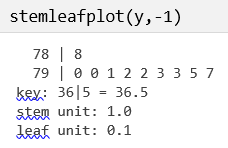 stemleafplot(y,-1)
78 | 8
79 | 0 0 1 2 2 3 3 5 7
key: 36|5 = 36.5
stem unit: 1.0
leaf unit: 0.1